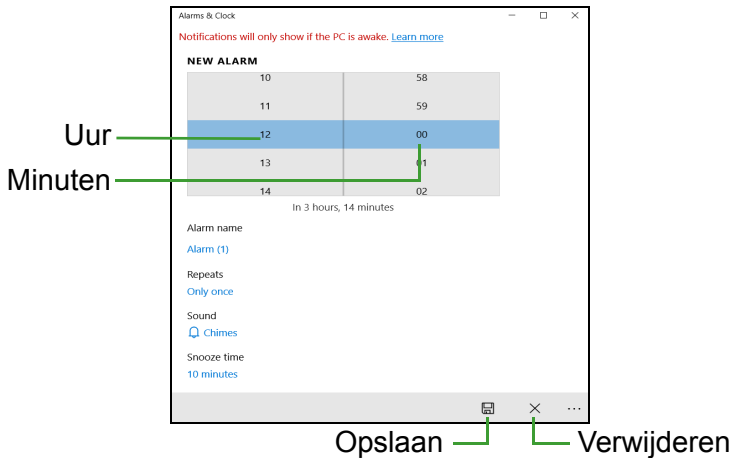 Alarms & Clock
Notifications will only show if the PC is awake. Learn more
NEW ALARM
10 58
11 59
Uur 12 00
Minuten 13 01
14 02
In 3 hours, 14 minutes
Alarm name
Alarm (1)
Repeats
Only once
Sound
Chimes
Snooze time
10 minutes
Opslaan Verwijderen